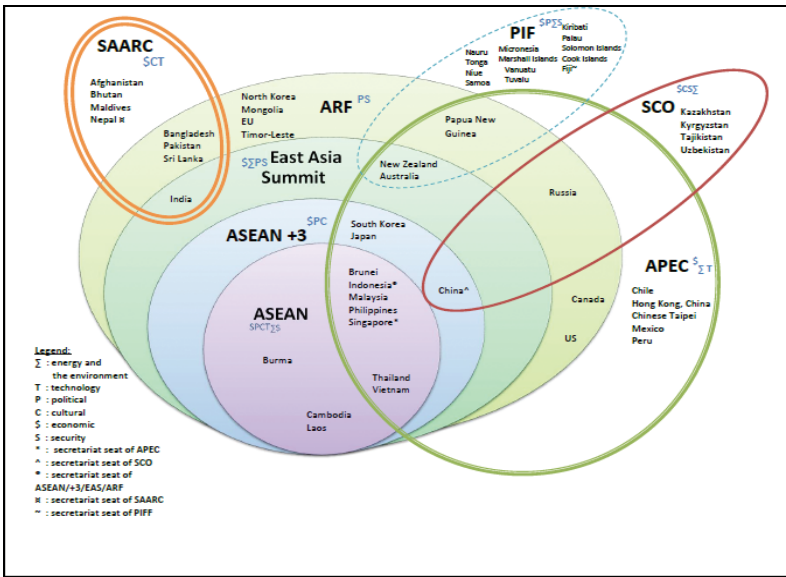 SAARC
$CT
Afghanistan
Bhutan
Maldives
Nepal ¤
Bangladesh
Pakistan
Sri Lanka
India
North Korea
Mongolia
EU
Timor-Leste
ARF PS
PIF $PΣS
Nauru
Tonga
Niue
Samoa
Micronesia
Marshall Islands
Vanuatu
Tuvalu
Kiribati
Palau
Solomon Islands
Cook Islands
Fiji~
Papua New
Guinea
SCO
$CSΣ
Kazakhstan
Kyrgyzstan
Tajikistan
Uzbekistan
$ΣPS East Asia
Summit
New Zealand
Australia
Russia
ASEAN +3 $PC
South Korea
Japan
China^
APEC $ΣT
Chile
Hong Kong, China
Chinese Taipei
Mexico
Peru
Canada
US
ASEAN
$PCTΣS
Brunei
Indonesia•
Malaysia
Philippines
Singapore*
Burma
Thailand
Vietnam
Cambodia
Laos
Legend:
Σ : energy and
the environment
T : technology
P : political
C : cultural
$ : economic
S : security
* : secretariat seat of APEC
^ : secretariat seat of SCO
• : secretariat seat of
ASEAN/+3/EAS/ARF
¤ : secretariat seat of SAARC
~ : secretariat seat of PIFF